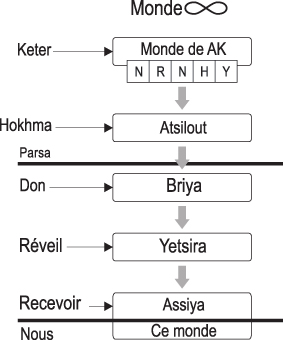 Monde ∞
Keter Monde de AK
N R N H Y
Hokhma Atsilout
Parsa
Don Briya
Réveil Yetsira
Recevoir Assiya
Nous Ce monde